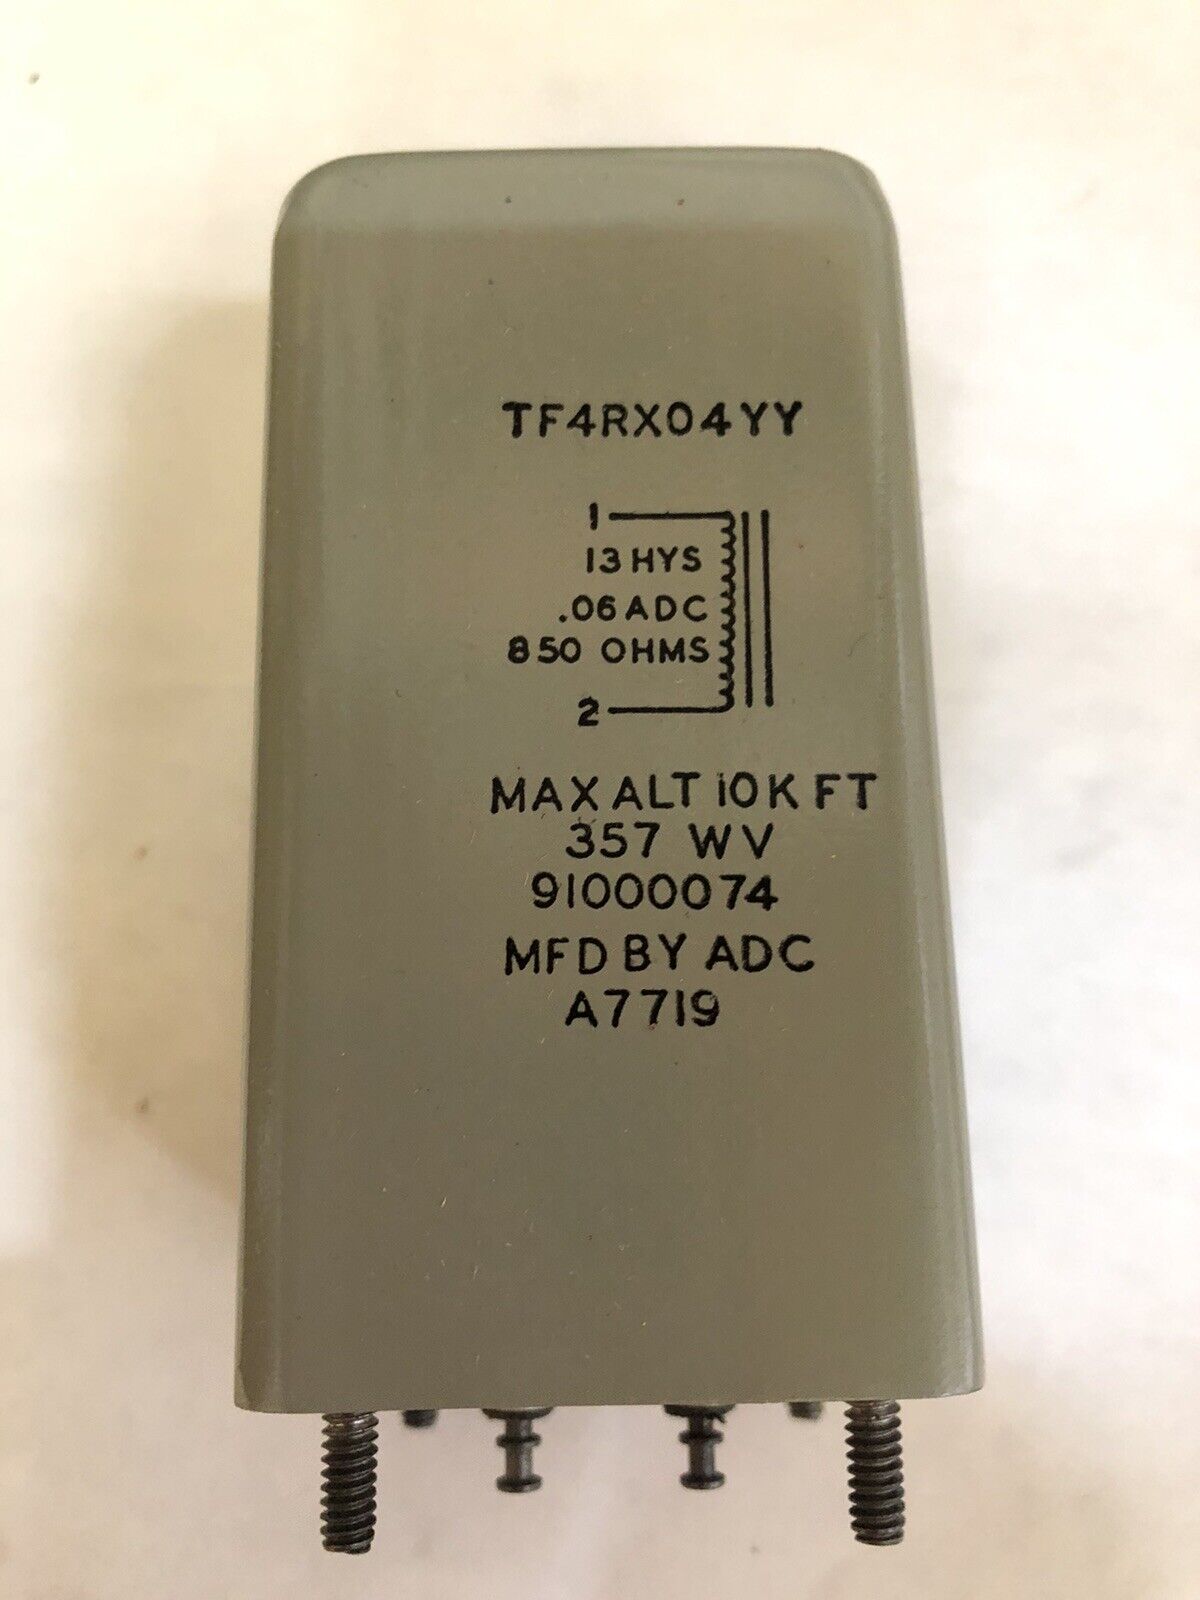 TF4RX04YY
1
13 HYS
.06 ADC
850 OHMS
2
MAX ALT 10K FT
357 WV
91000074
MFD BY ADC
A7719